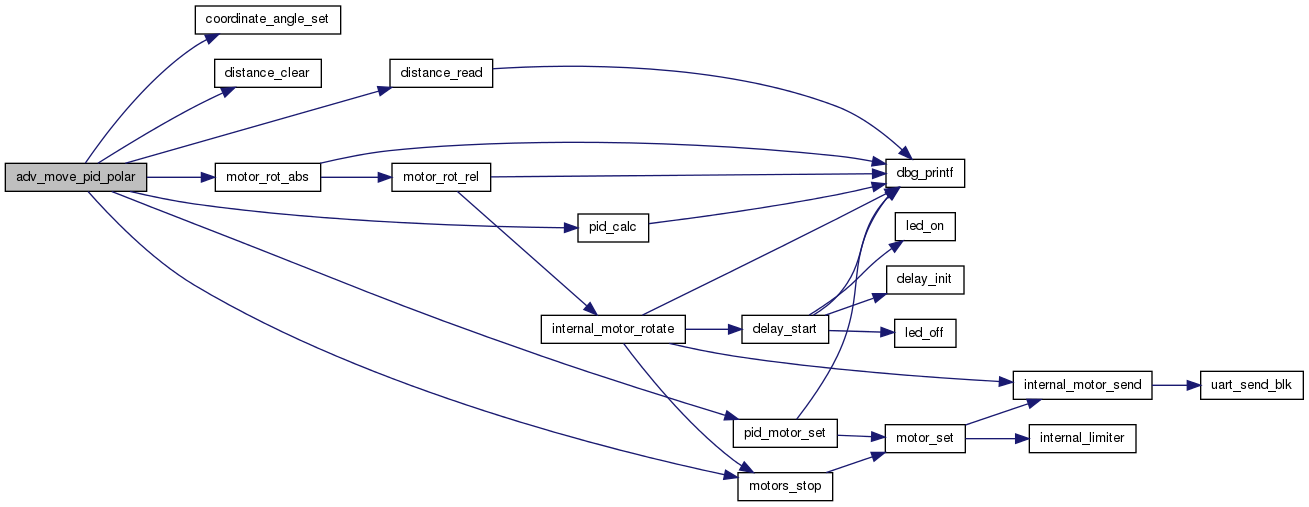 coordinate_angle_set
distance_clear
distance_read
adv_move_pid_polar
motor_rot_abs
motor_rot_rel
dbg_printf
pid_calc
led_on
delay_init
internal_motor_rotate
delay_start
led_off
internal_motor_send
uart_send_blk
pid_motor_set
motor_set
internal_limiter
motors_stop